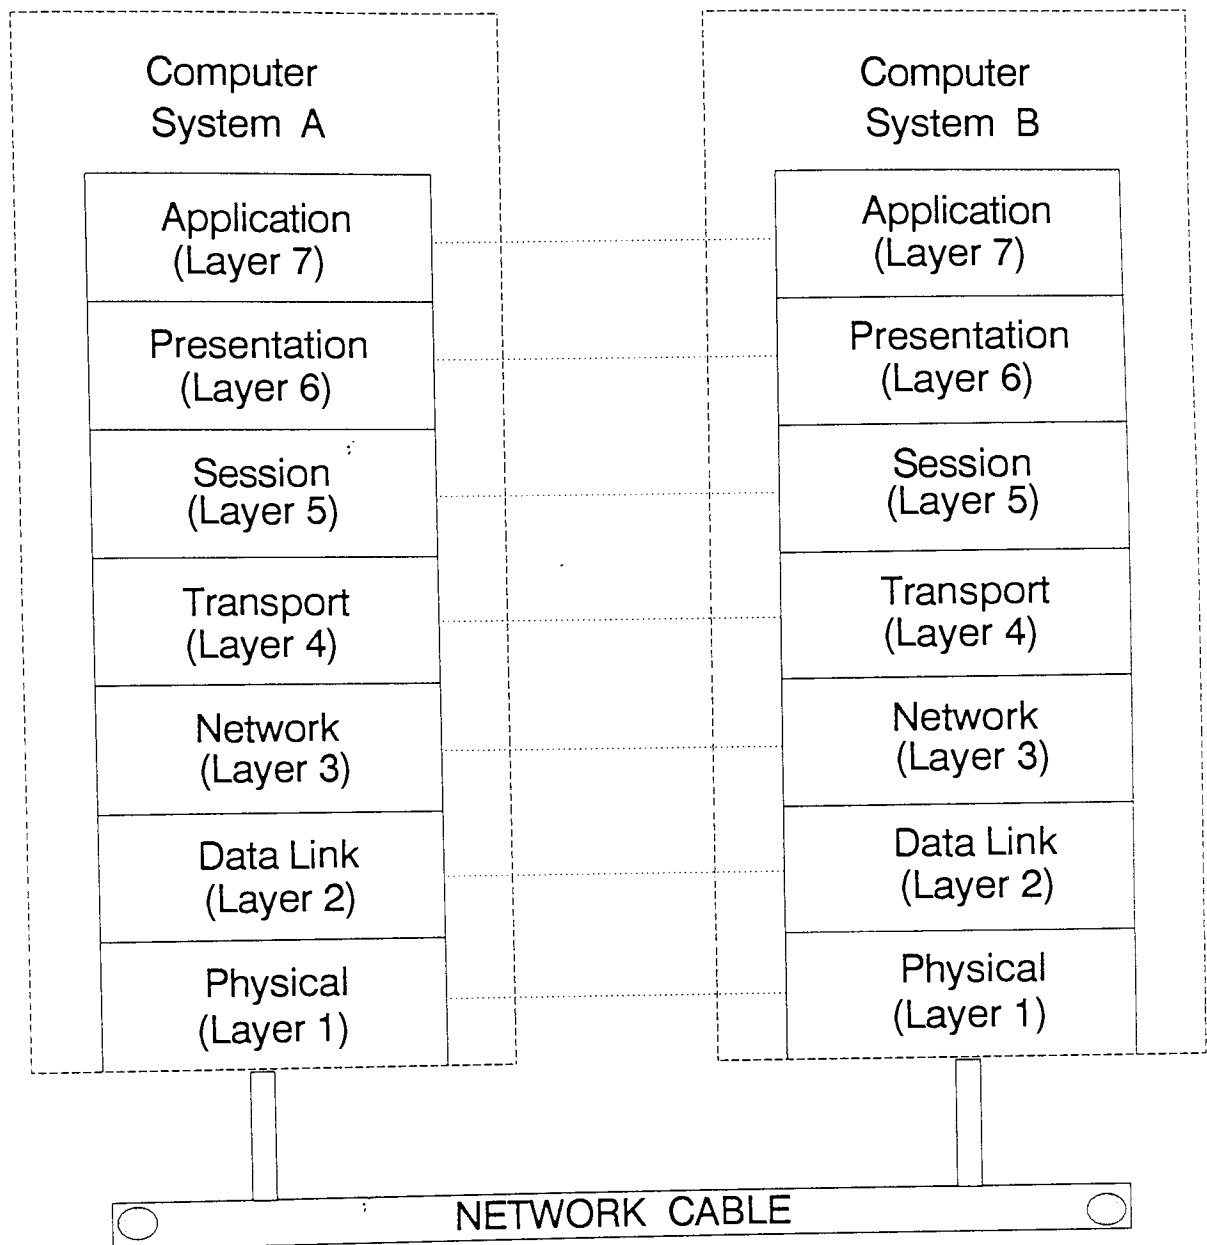 Computer
System A
Application
(Layer 7)
Presentation
(Layer 6)
Session
(Layer 5)
Transport
(Layer 4)
Network
(Layer 3)
Data Link
(Layer 2)
Physical
(Layer 1)
Computer
System B
Application
(Layer 7)
Presentation
(Layer 6)
Session
(Layer 5)
Transport
(Layer 4)
Network
(Layer 3)
Data Link
(Layer 2)
Physical
(Layer 1)
NETWORK CABLE